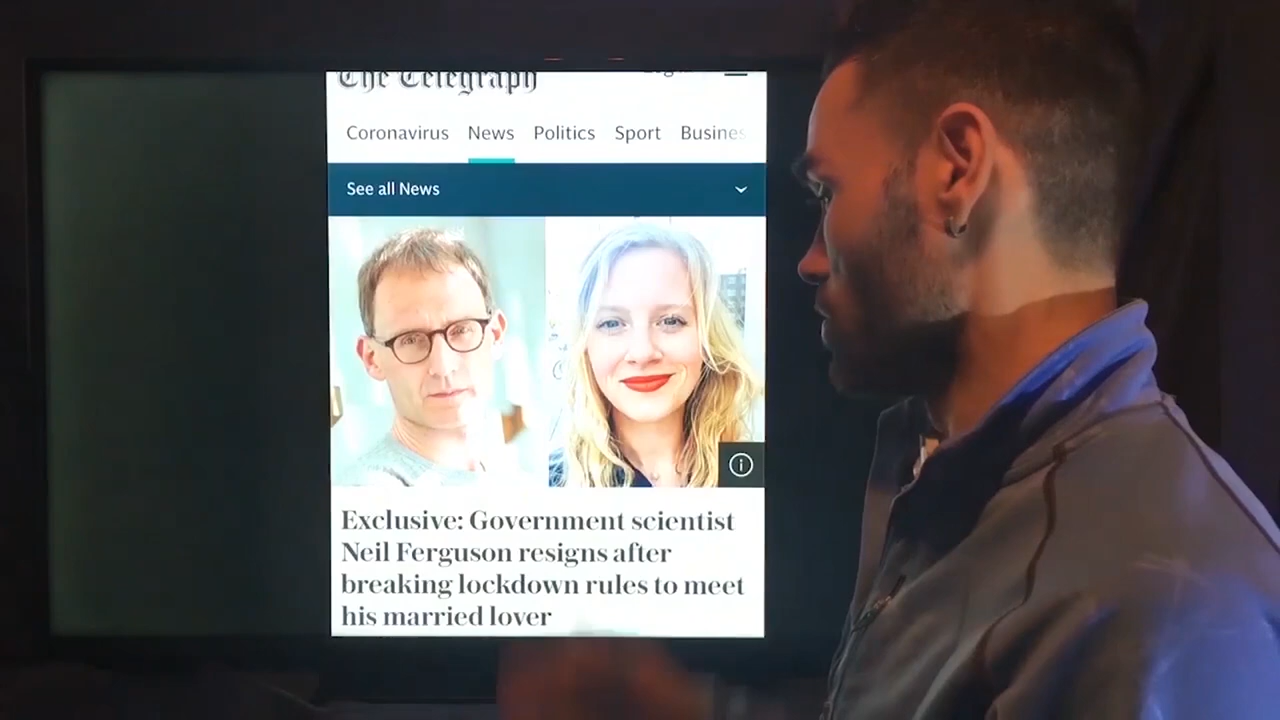 The Telegraph
Coronavirus News Politics Sport Busines
See all News
Exclusive: Government scientist
Neil Ferguson resigns after
breaking lockdown rules to meet
his married lover